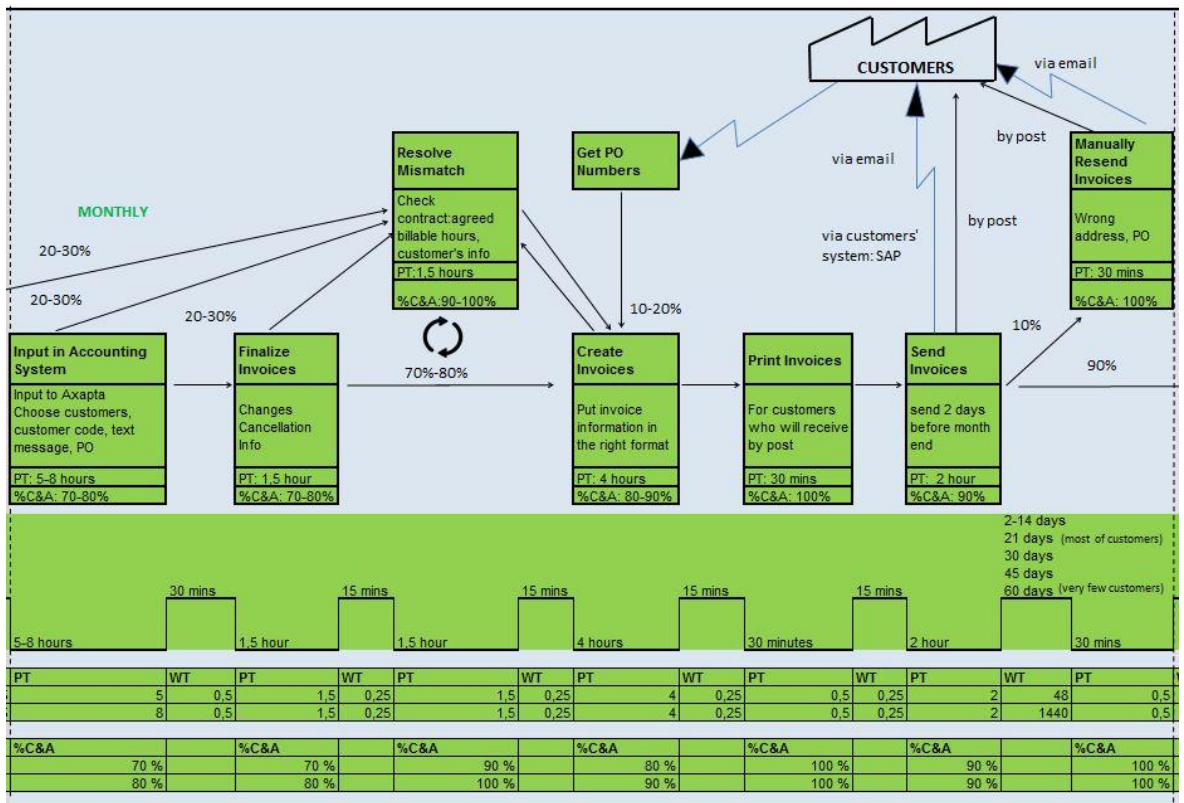 CUSTOMERS
via email
by post
via email
by post
via customers'
system: SAP
MONTHLY
20-30%
20-30%
20-30%
70%-80%
10-20%
10%
90%
Resolve
Mismatch
Check
contract:agreed
billable hours,
customer's info
PT:1,5 hours
%C&A:90-100%
Get PO
Numbers
Manually
Resend
Invoices
Wrong
address, PO
PT: 30 mins
%C&A: 100%
Input in Accounting
System
Input to Axapta
Choose customers,
customer code, text
message, PO
PT: 5-8 hours
%C&A: 70-80%
Finalize
Invoices
Changes
Cancellation
Info
PT: 1,5 hour
%C&A: 70-80%
Create
Invoices
Put invoice
information in
the right format
PT: 4 hours
%C&A: 80-90%
Print Invoices
For customers
who will receive
by post
PT: 30 mins
%C&A: 100%
Send
Invoices
send 2 days
before month
end
PT: 2 hour
%C&A: 90%
2-14 days
21 days (most of customers)
30 days
45 days
60 days (very few customers)
30 mins 15 mins 15 mins 15 mins 15 mins
5-8 hours 1,5 hour 1,5 hour 4 hours 30 minutes 2 hour 30 mins
PT WT PT WT PT WT PT WT PT WT PT WT PT
5 0,5 1,5 0,25 1,5 0,25 4 0,25 0,5 0,25 2 48 0,5
8 0,5 1,5 0,25 1,5 0,25 4 0,25 0,5 0,25 2 1440 0,5
%C&A %C&A %C&A %C&A %C&A %C&A %C&A
70 % 70 % 90 % 80 % 100 % 90 % 100 %
80 % 80 % 100 % 90 % 100 % 90 % 100 %